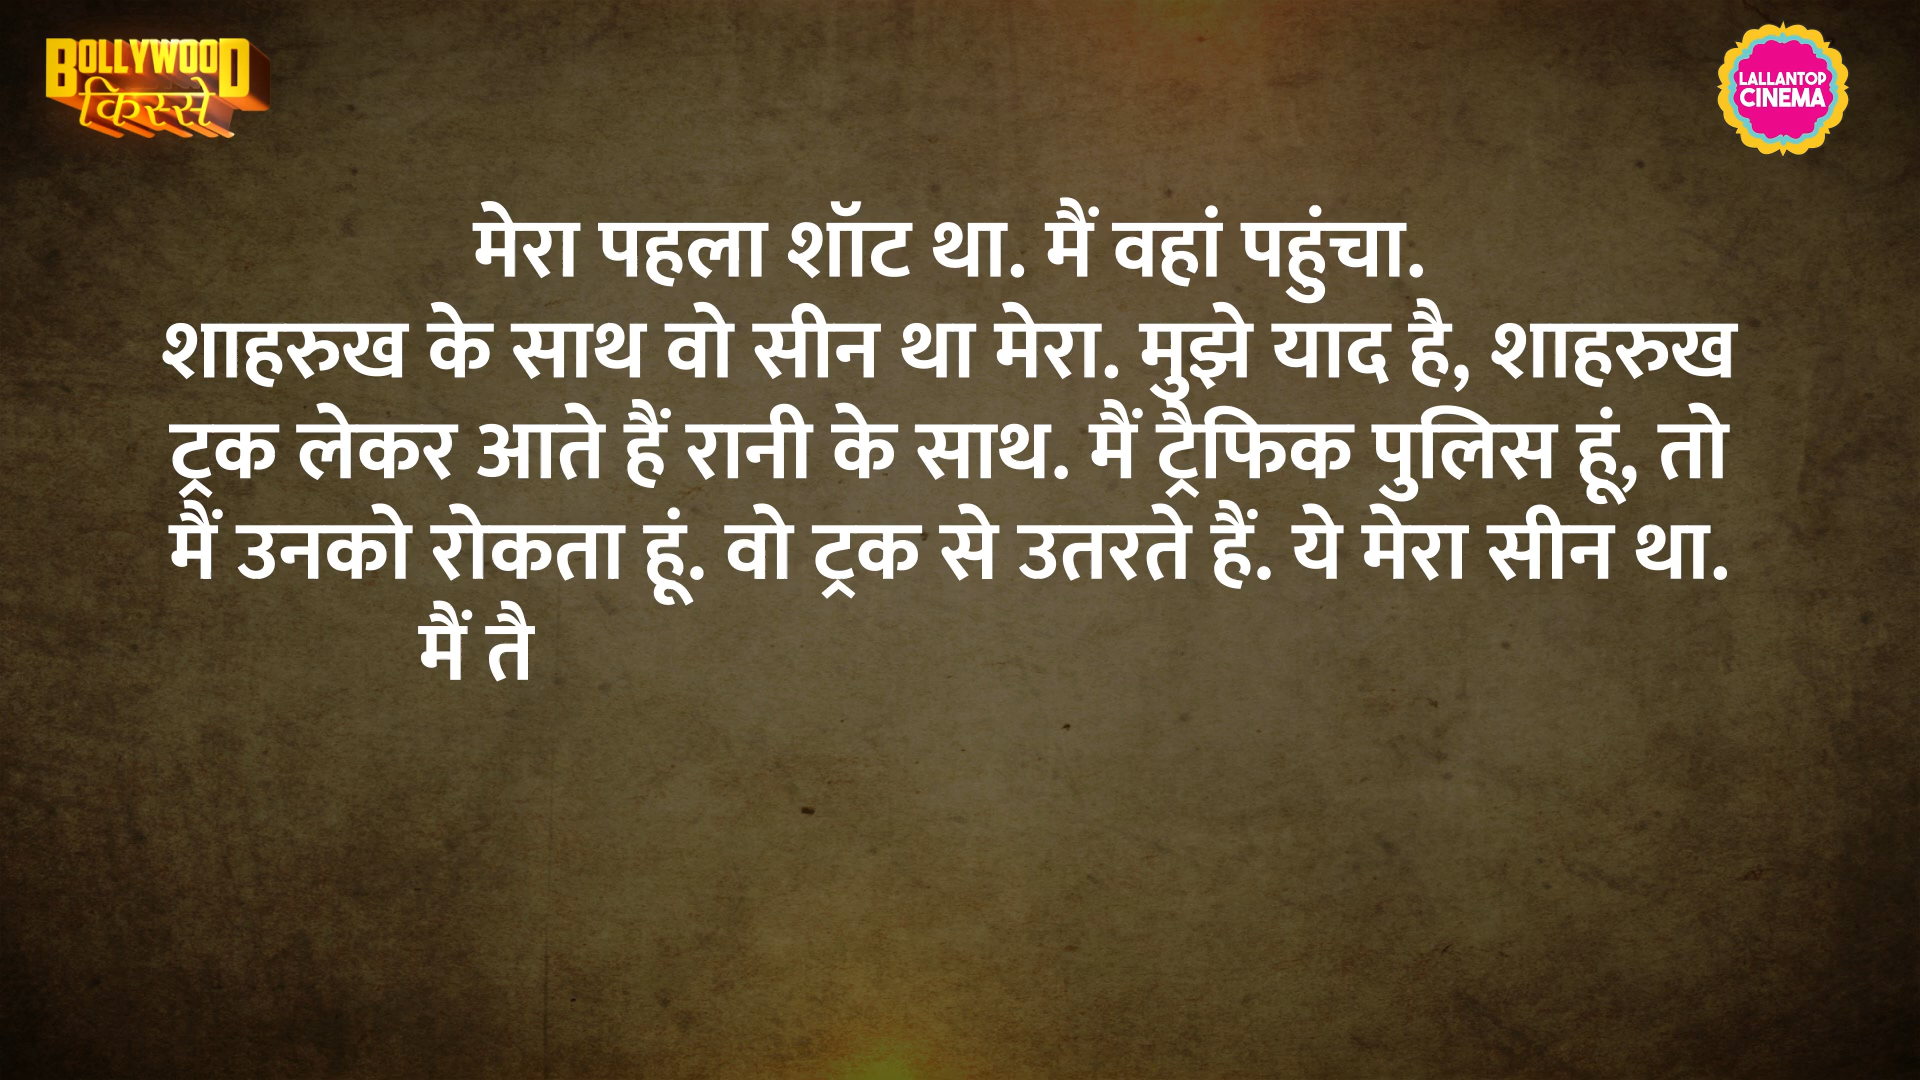 BOLLYWOOD
किस्से
LALLANTOP
CINEMA
मेरा पहला शॉट था. मैं वहां पहुंचा.
शाहरुख के साथ वो सीन था मेरा. मुझे याद है, शाहरुख
ट्रक लेकर आते हैं रानी के साथ. मैं ट्रैफिक पुलिस हूं, तो
मैं उनको रोकता हूं. वो ट्रक से उतरते हैं. ये मेरा सीन था.
मैं तै